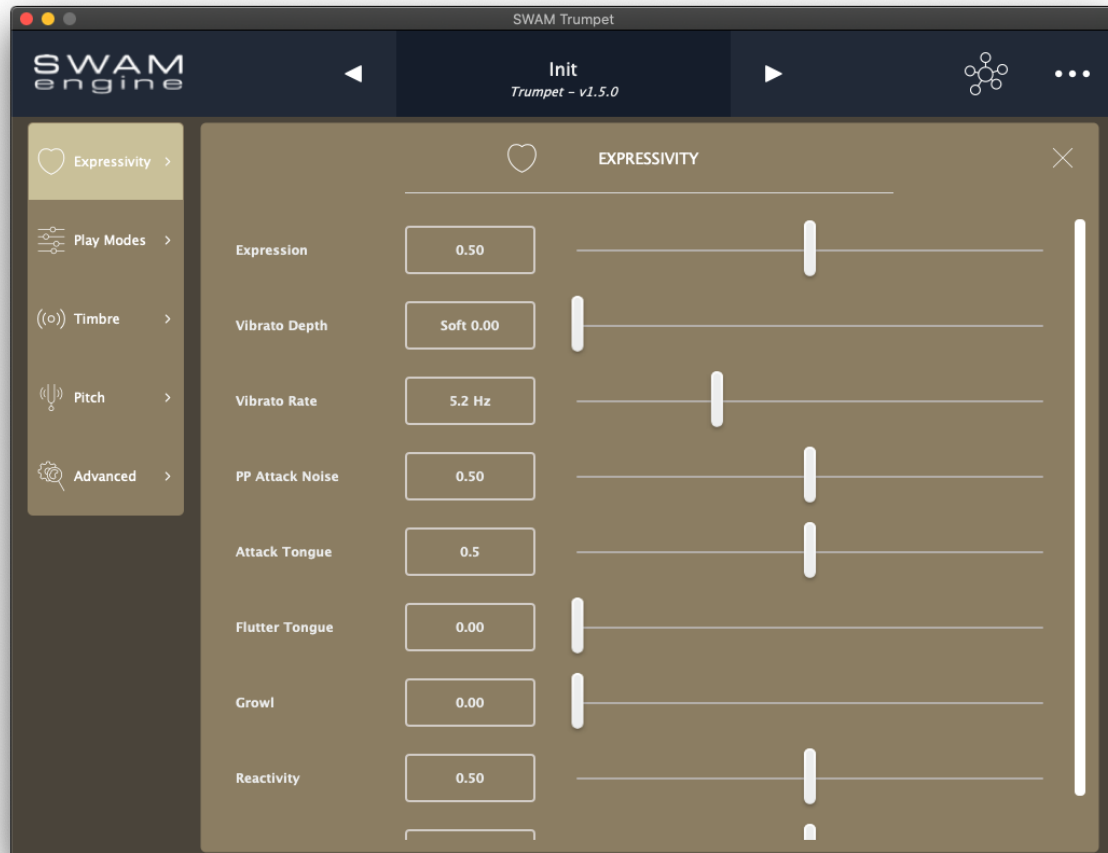 SWAM Trumpet
SWAM
engine
Init
Trumpet – v1.5.0
Expressivity
Play Modes
Timbre
Pitch
Advanced
EXPRESSIVITY
Expression 0.50
Vibrato Depth Soft 0.00
Vibrato Rate 5.2 Hz
PP Attack Noise 0.50
Attack Tongue 0.5
Flutter Tongue 0.00
Growl 0.00
Reactivity 0.50